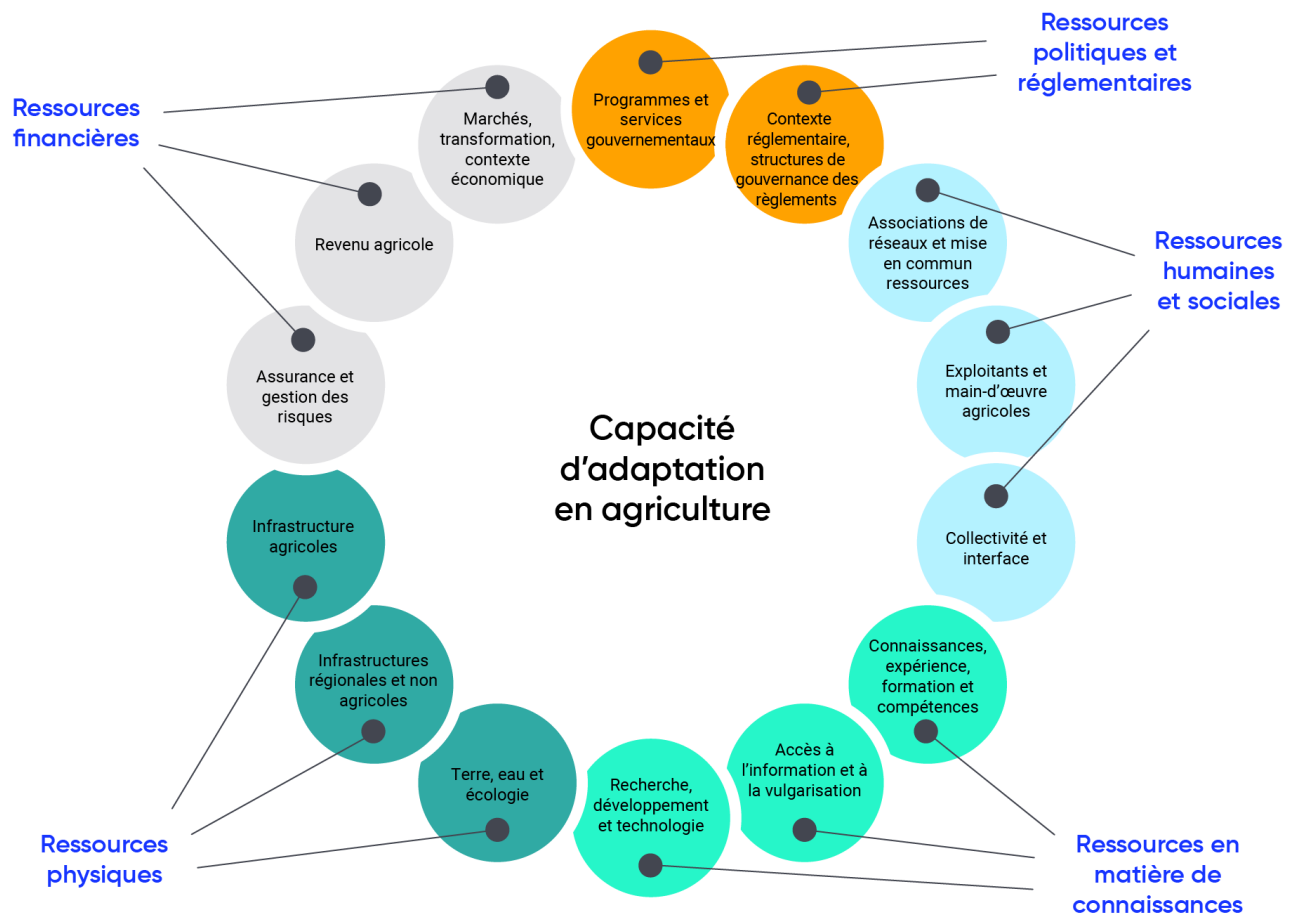 Ressources
politiques et
réglementaires
Ressources
financières
Marchés,
transformation,
contexte
économique
Programmes et
services
gouvernementaux
Contexte
réglementaire,
structures de
gouvernance des
règlements
Revenu agricole
Associations de
réseaux et mise
en commun
ressources
Ressources
humaines
et sociales
Assurance et
gestion des
risques
Exploitants et
main-d’œuvre
agricoles
Capacité
d’adaptation
en agriculture
Infrastructure
agricoles
Collectivité et
interface
Infrastructures
régionales et non
agricoles
Connaissances,
expérience,
formation et
compétences
Terre, eau et
écologie
Recherche,
développement
et technologie
Accès à
l’information et à
la vulgarisation
Ressources
physiques
Ressources en
matière de
connaissances